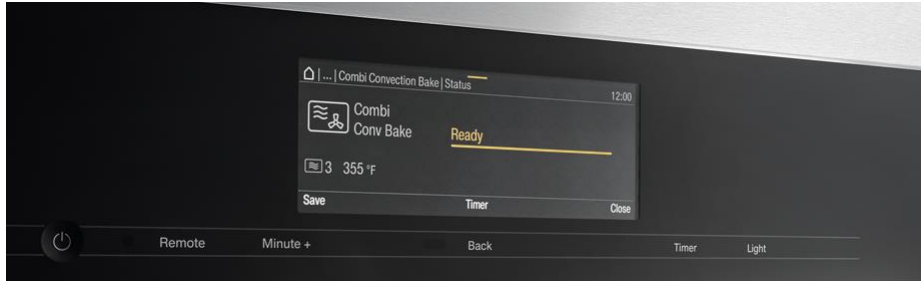 | ... | Combi Convection Bake | Status
12:00
Combi
Conv Bake
Ready
3 355 °F
Save Timer Close
Remote Minute + Back Timer Light